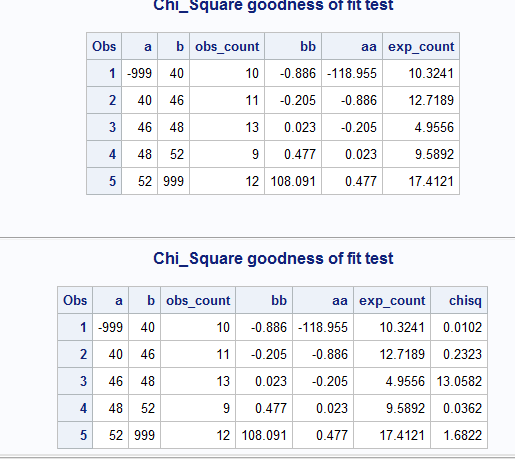 Chi_Square goodness of fit test
Obs a b obs_count bb aa exp_count
1 -999 40 10 -0.886 -118.955 10.3241
2 40 46 11 -0.205 -0.886 12.7189
3 46 48 13 0.023 -0.205 4.9556
4 48 52 9 0.477 0.023 9.5892
5 52 999 12 108.091 0.477 17.4121
Chi_Square goodness of fit test
Obs a b obs_count bb aa exp_count chisq
1 -999 40 10 -0.886 -118.955 10.3241 0.0102
2 40 46 11 -0.205 -0.886 12.7189 0.2323
3 46 48 13 0.023 -0.205 4.9556 13.0582
4 48 52 9 0.477 0.023 9.5892 0.0362
5 52 999 12 108.091 0.477 17.4121 1.6822